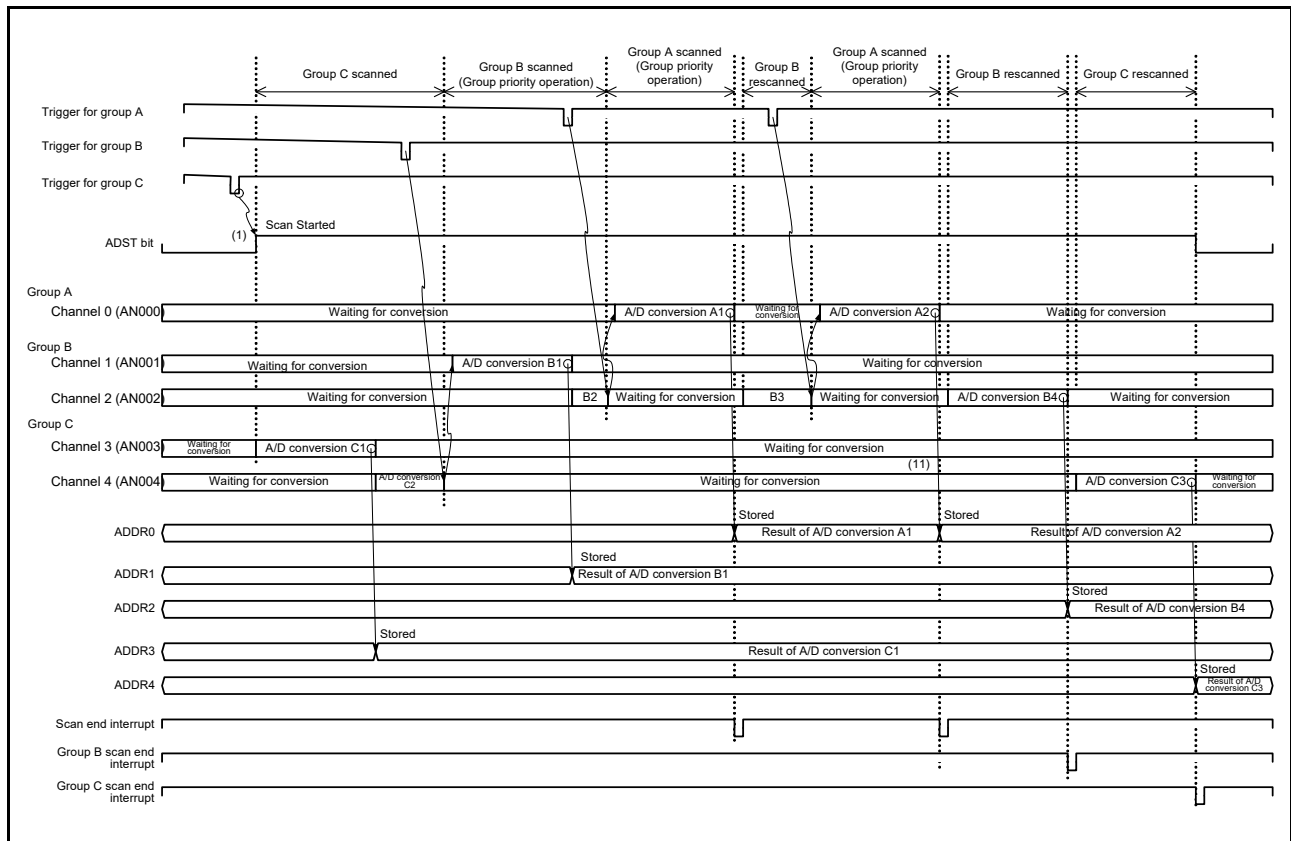 Group C scanned
Group B scanned
(Group priority operation)
Group A scanned
(Group priority
operation)
Group B
rescanned
Group A scanned
(Group priority
operation)
Group B rescanned
Group C rescanned
Trigger for group A
Trigger for group B
Trigger for group C
(1)
Scan Started
ADST bit
Group A
Channel 0 (AN000)
Waiting for conversion
A/D conversion A1
Waiting for
conversion
A/D conversion A2
Waiting for conversion
Group B
Channel 1 (AN001)
Waiting for conversion
A/D conversion B1
Waiting for conversion
Channel 2 (AN002)
Waiting for conversion
B2
Waiting for conversion
B3
Waiting for conversion
A/D conversion B4
Waiting for conversion
Group C
Channel 3 (AN003)
Waiting for
conversion
A/D conversion C1
Waiting for conversion
(11)
Channel 4 (AN004)
Waiting for conversion
A/D conversion
C2
Waiting for conversion
A/D conversion C3
Waiting for
conversion
Stored
Stored
ADDR0
Result of A/D conversion A1
Result of A/D conversion A2
Stored
ADDR1
Result of A/D conversion B1
Stored
ADDR2
Result of A/D conversion B4
Stored
ADDR3
Result of A/D conversion C1
Stored
ADDR4
Result of A/D
conversion C3
Scan end interrupt
Group B scan end
interrupt
Group C scan end
interrupt